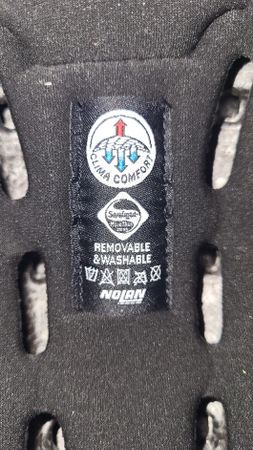 CLIMA COMFORT
Sanitized
REMOVABLE
& WASHABLE
NOLAN